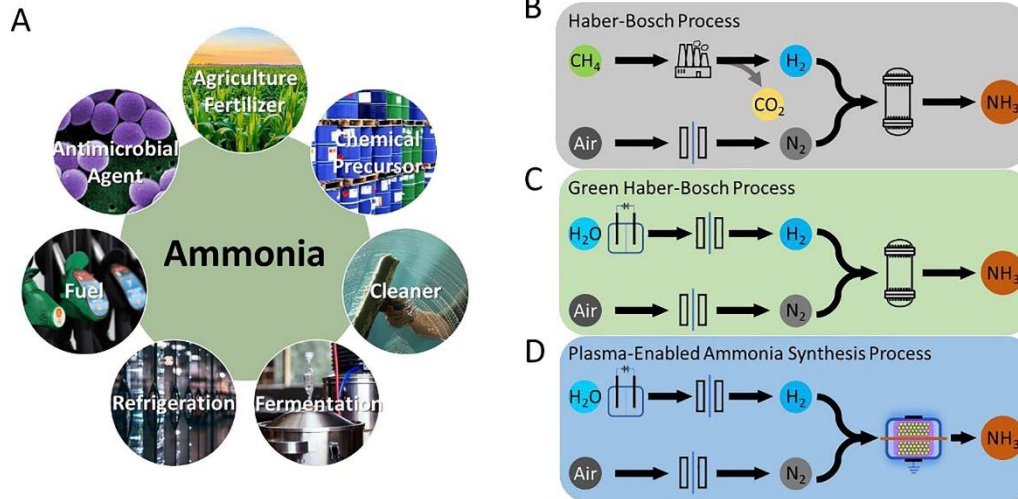 A
Agriculture
Fertilizer
Antimicrobial
Agent
Chemical
Precursor
Ammonia
Fuel
Cleaner
Refrigeration
Fermentation
B
Haber-Bosch Process
CH₄
H₂
CO₂
NH₃
Air
N₂
C
Green Haber-Bosch Process
H₂O
H₂
NH₃
Air
N₂
D
Plasma-Enabled Ammonia Synthesis Process
H₂O
H₂
NH₃
Air
N₂